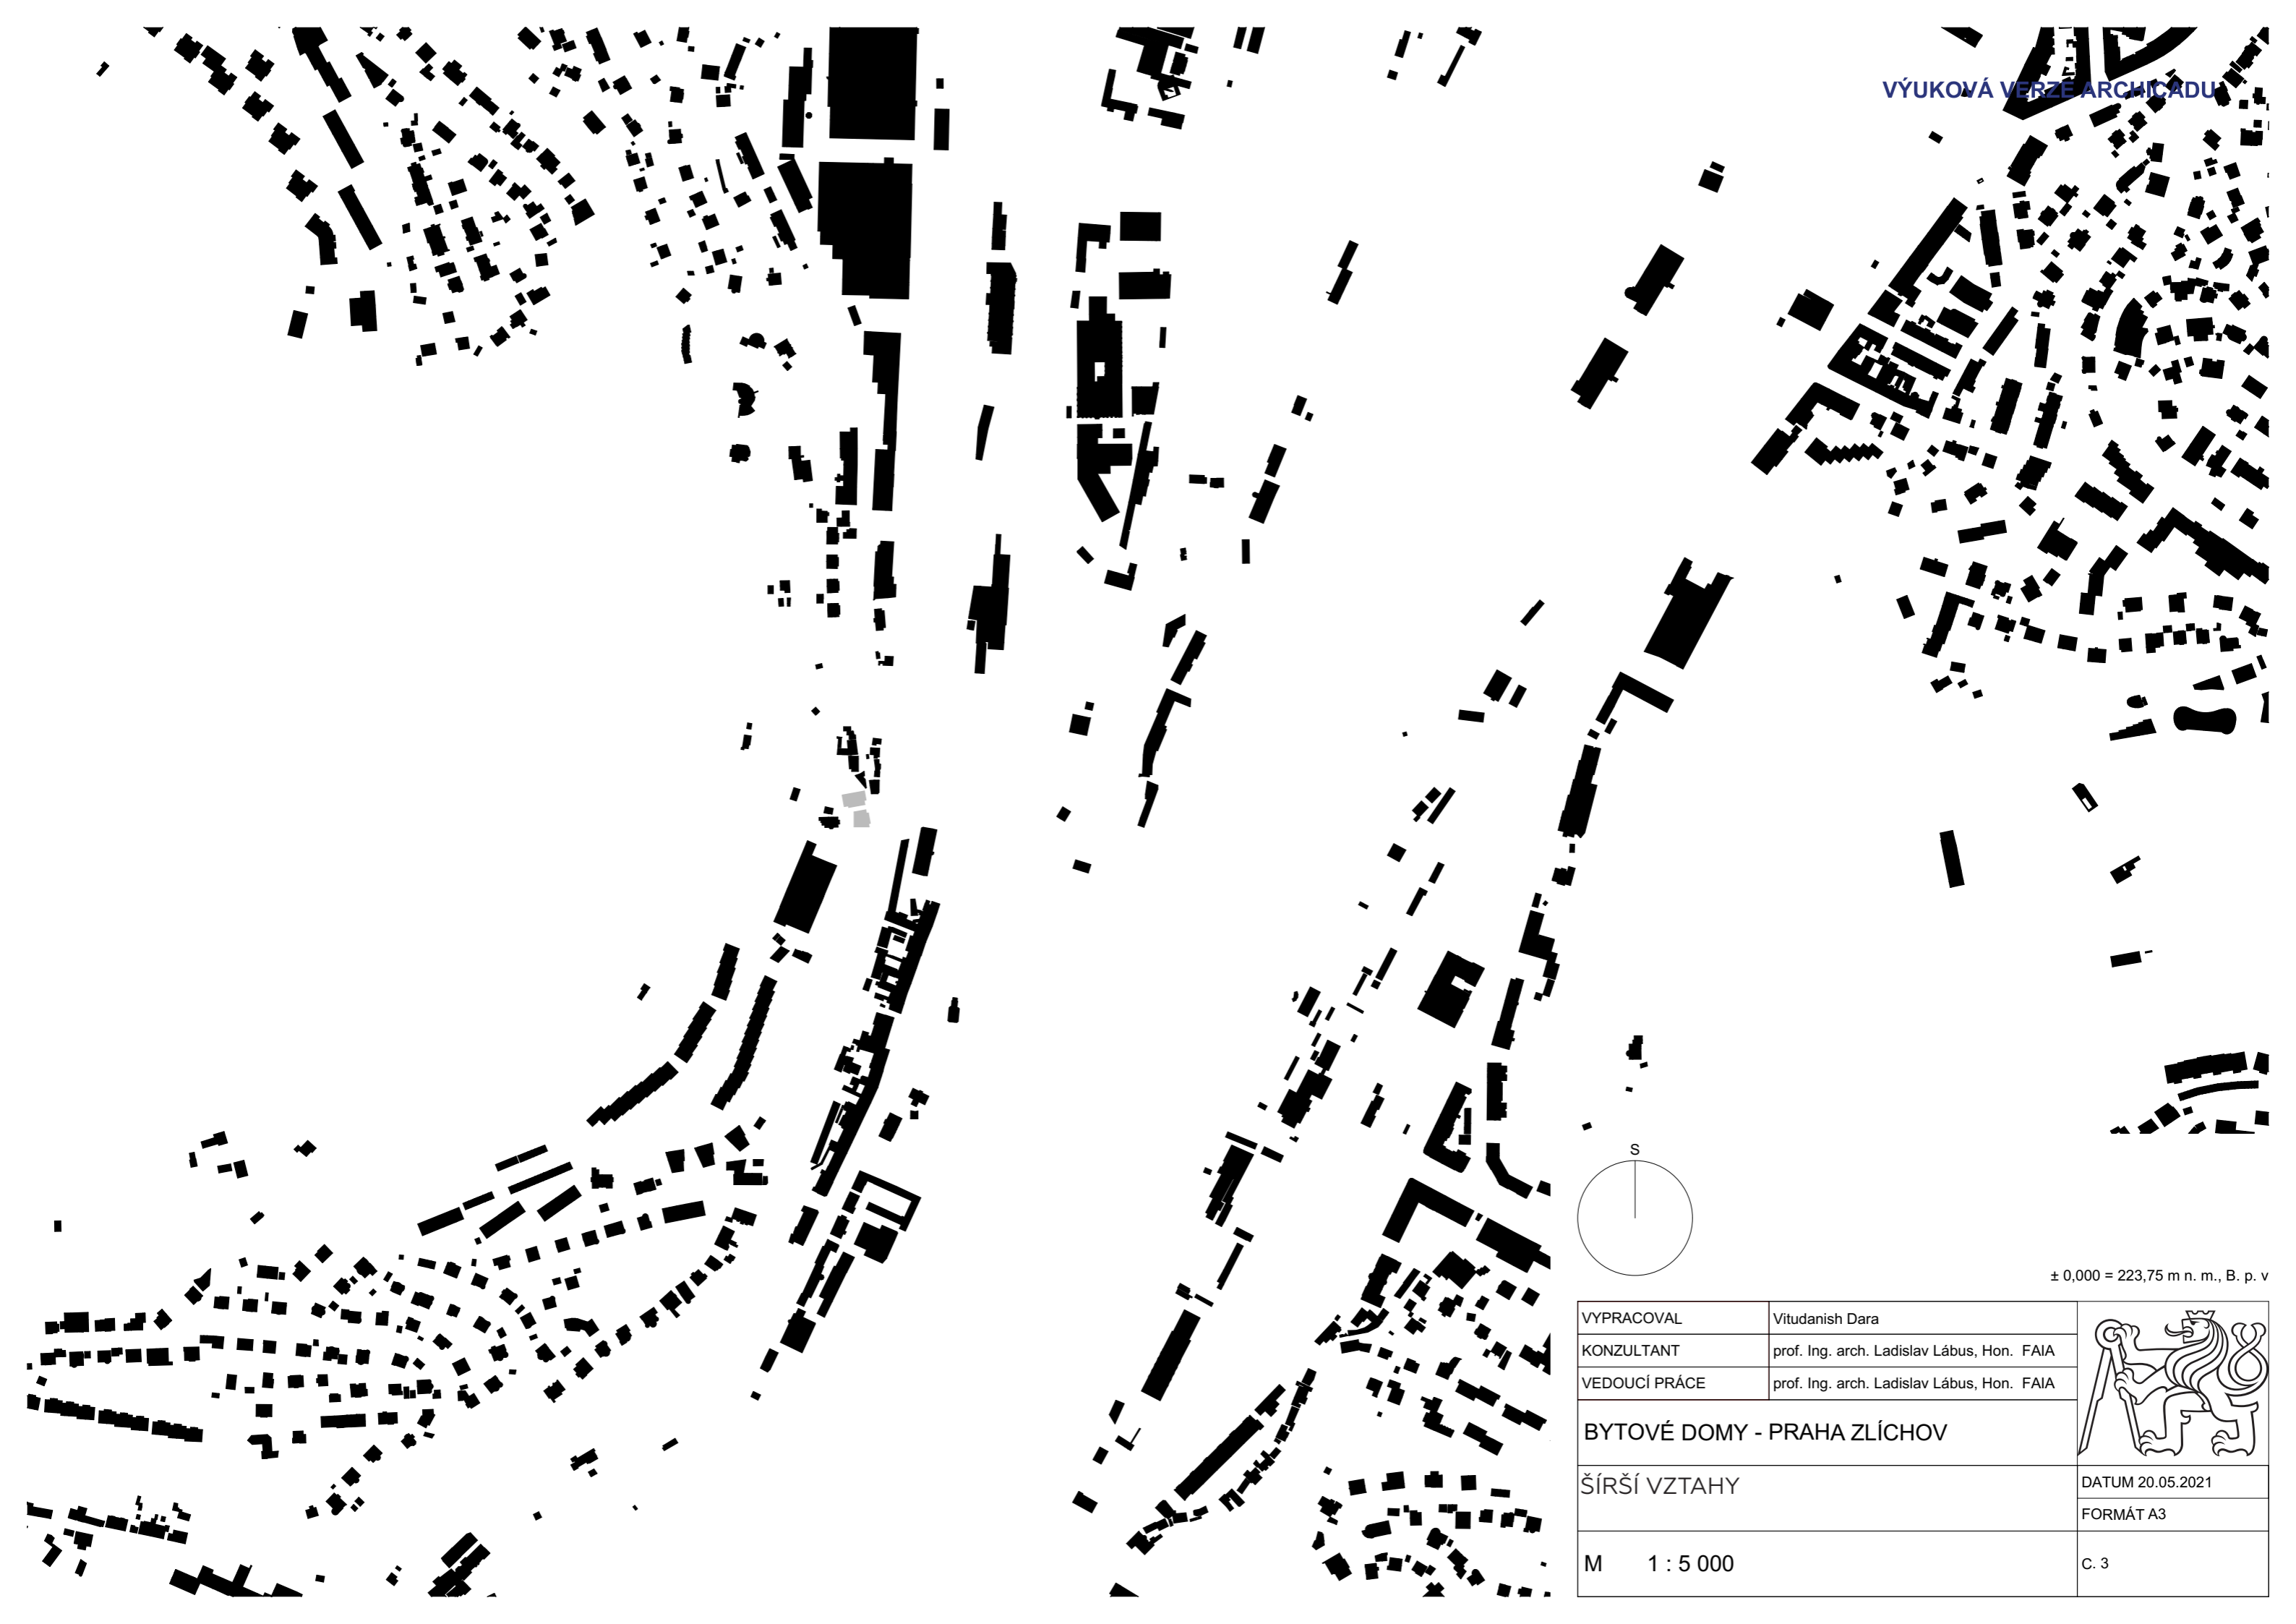 VÝUKOVÁ VERZE ARCHICADU
S
± 0,000 = 223,75 m n. m., B. p. v
VYPRACOVAL Vitudanish Dara
KONZULTANT prof. Ing. arch. Ladislav Lábus, Hon. FAIA
VEDOUCÍ PRÁCE prof. Ing. arch. Ladislav Lábus, Hon. FAIA
BYTOVÉ DOMY - PRAHA ZLÍCHOV
ŠÍRŠÍ VZTAHY
DATUM 20.05.2021
FORMÁT A3
M 1 : 5 000
C. 3